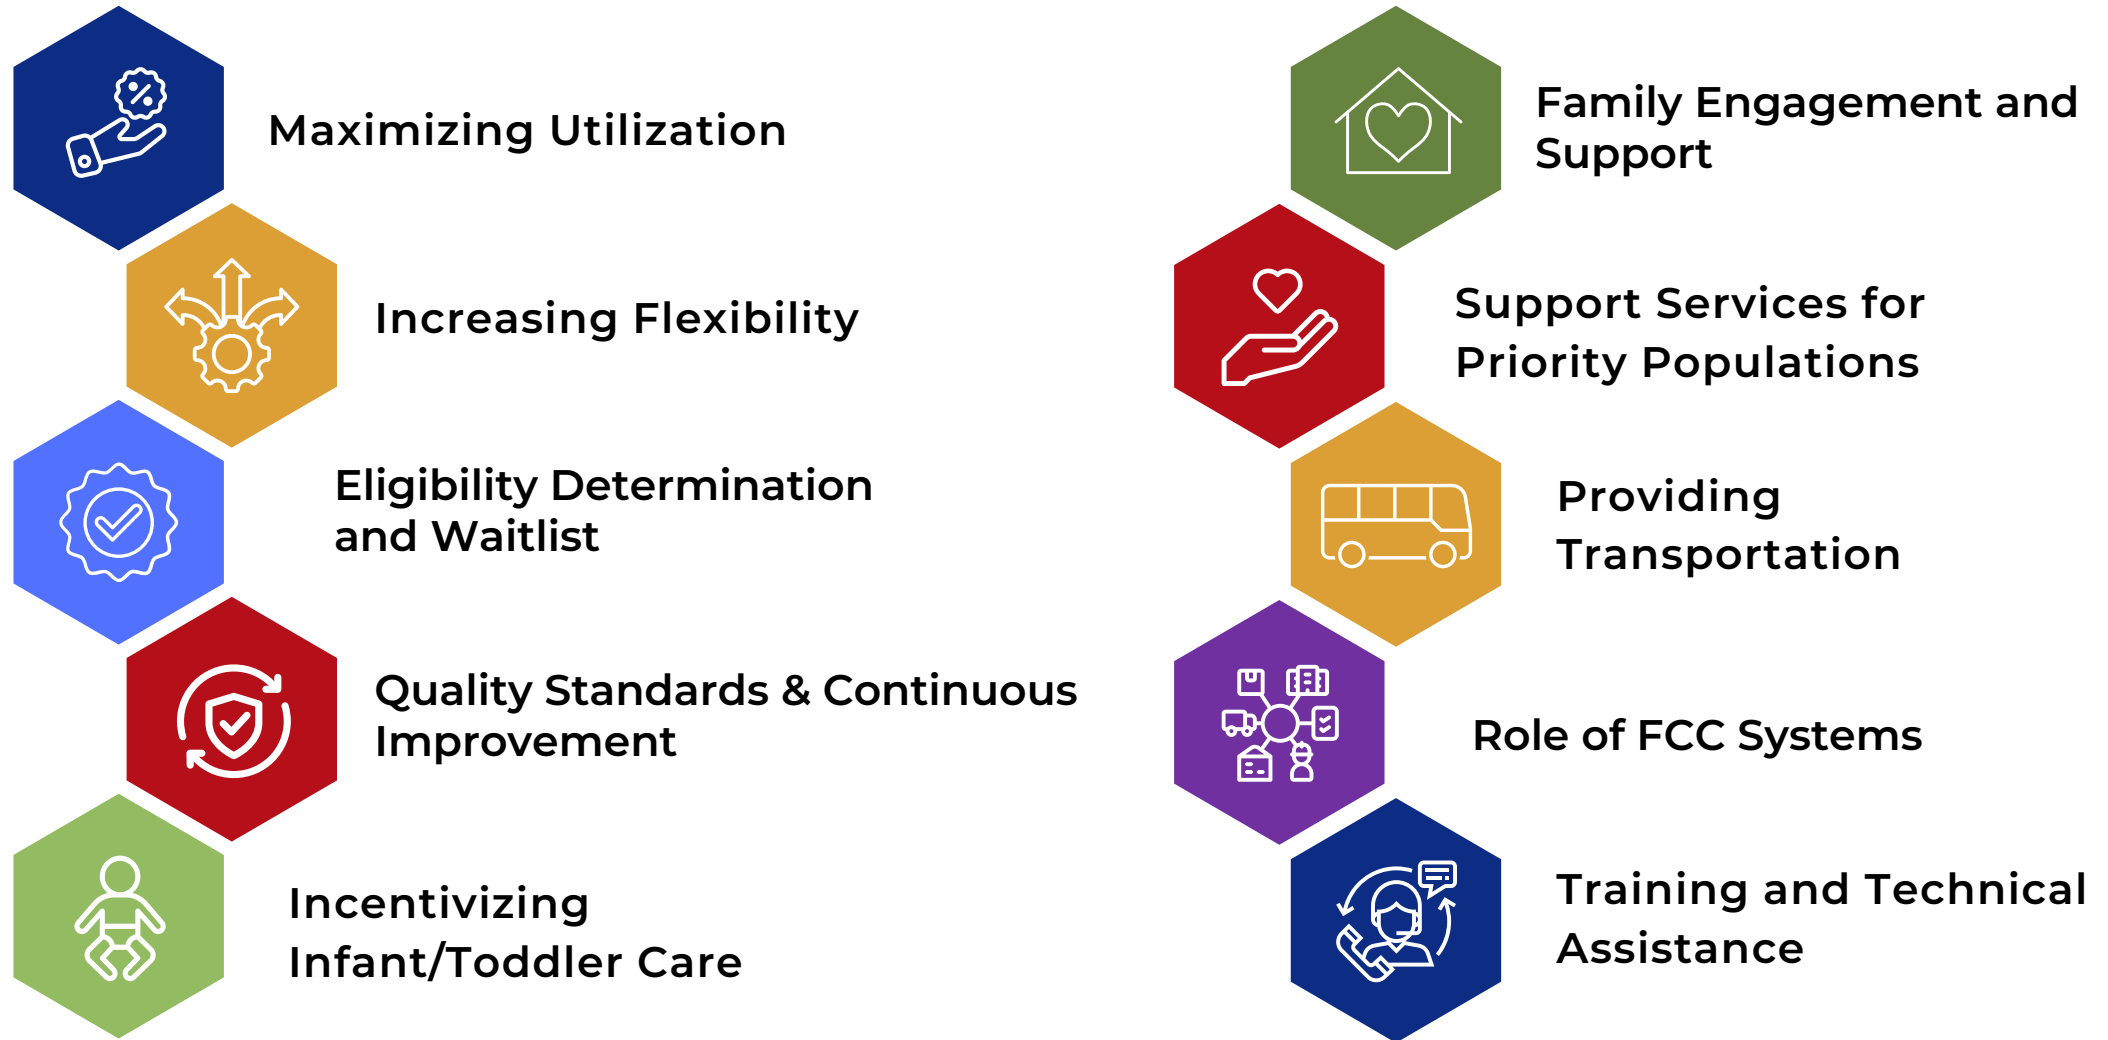 Maximizing Utilization
Increasing Flexibility
Eligibility Determination
and Waitlist
Quality Standards & Continuous
Improvement
Incentivizing
Infant/Toddler Care
Family Engagement and
Support
Support Services for
Priority Populations
Providing
Transportation
Role of FCC Systems
Training and Technical
Assistance